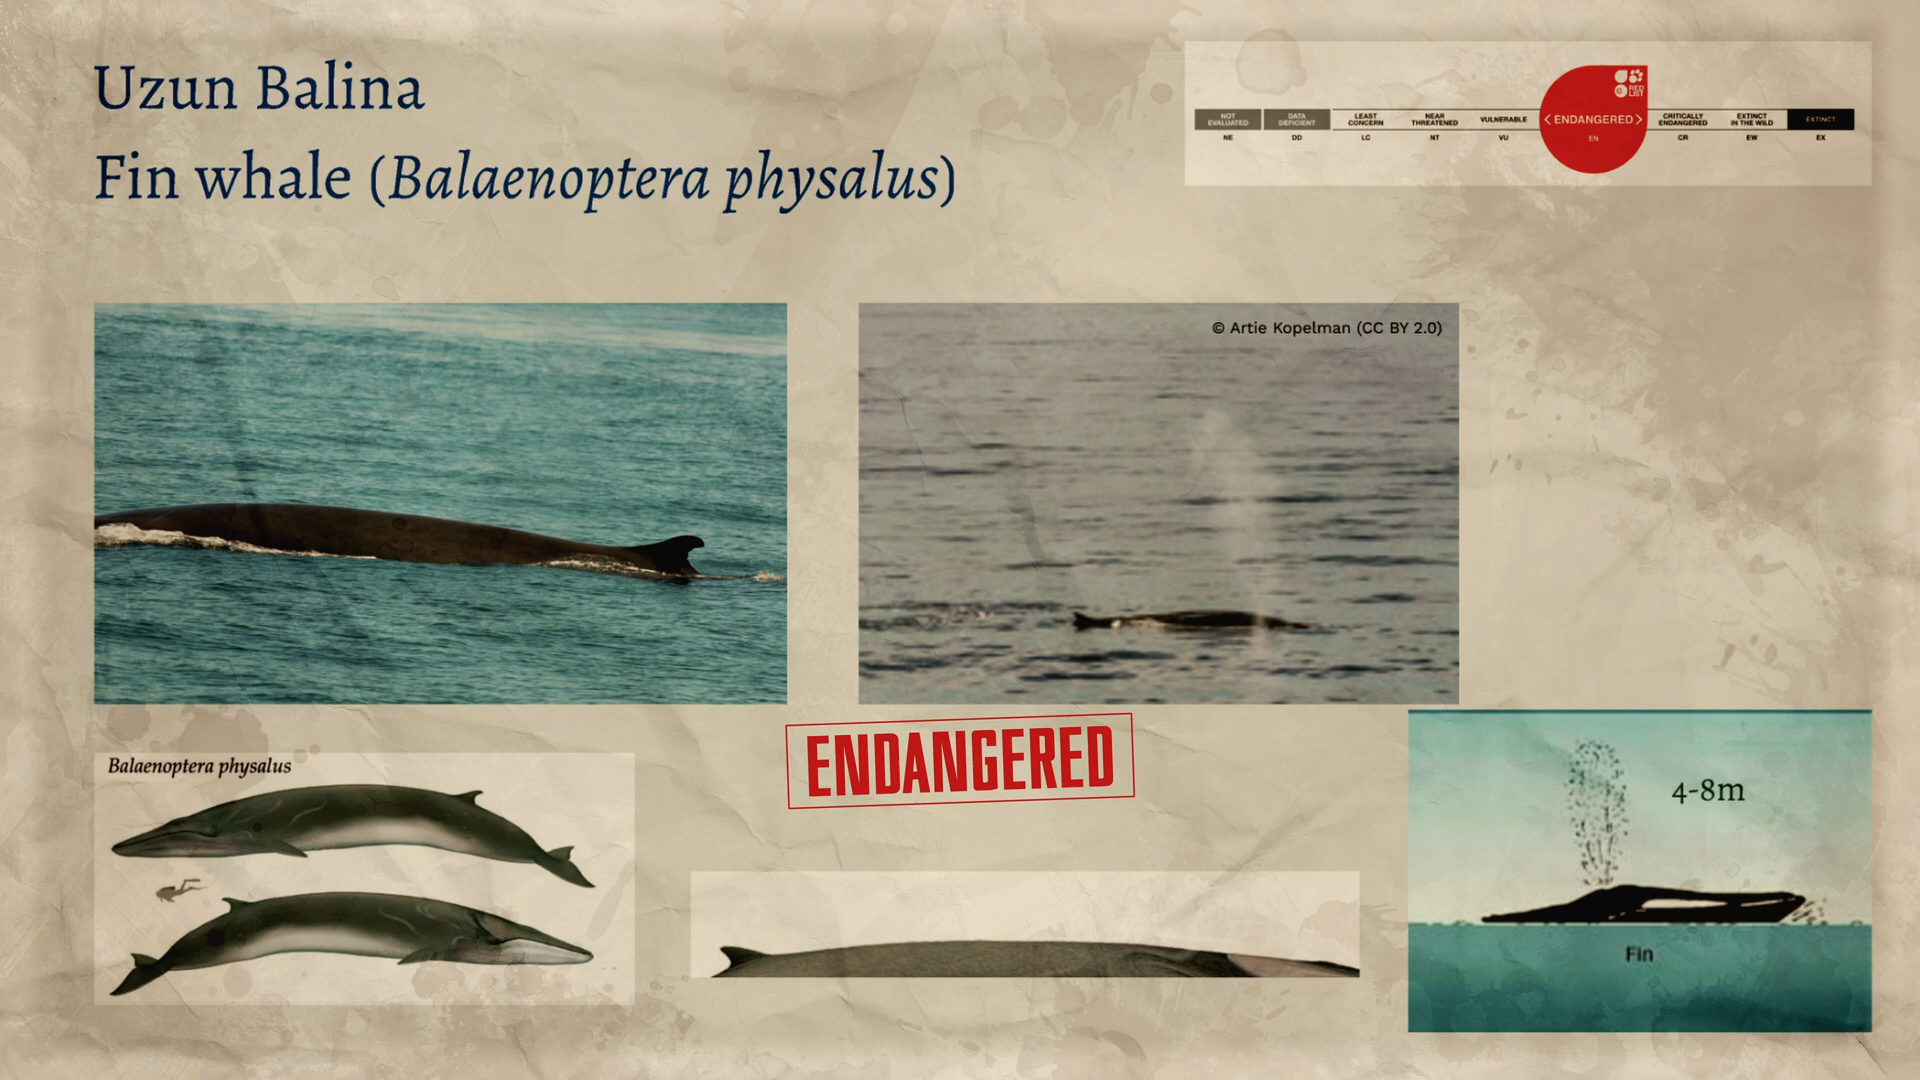 Uzun Balina
Fin whale (Balaenoptera physalus)
NOT EVALUATED
NE
DATA DEFICIENT
DD
LEAST CONCERN
LC
NEAR THREATENED
NT
VULNERABLE
VU
RED LIST
< ENDANGERED >
EN
CRITICALLY ENDANGERED
CR
EXTINCT IN THE WILD
EW
EXTINCT
EX
© Artie Kopelman (CC BY 2.0)
ENDANGERED
Balaenoptera physalus
4-8m
Fin